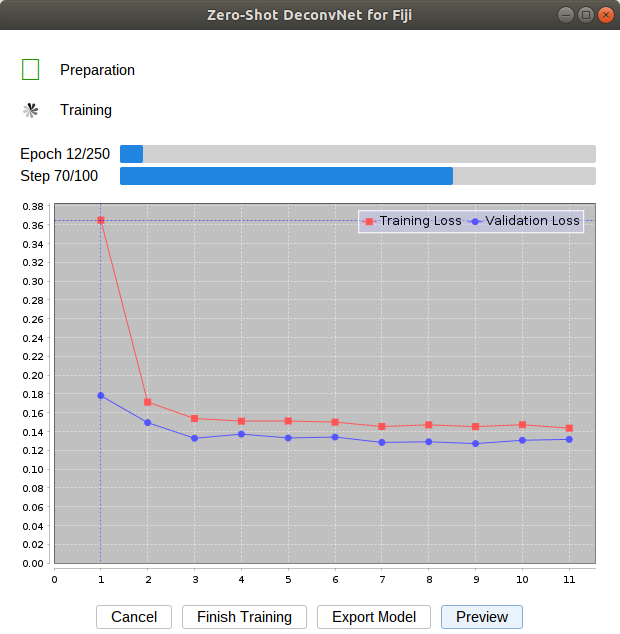 Zero-Shot DeconvNet for Fiji
Preparation
Training
Epoch 12/250
Step 70/100
Training Loss Validation Loss
0.38
0.36
0.34
0.32
0.30
0.28
0.26
0.24
0.22
0.20
0.18
0.16
0.14
0.12
0.10
0.08
0.06
0.04
0.02
0.00
0 1 2 3 4 5 6 7 8 9 10 11
Cancel Finish Training Export Model Preview